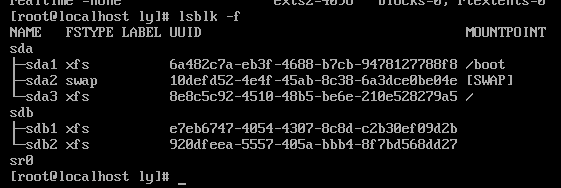 realtime =none extsz=4096 blocks=0, rtextents=0
[root@localhost ly]# lsblk -f
NAME FSTYPE LABEL UUID MOUNTPOINT
sda
├─sda1 xfs 6a482c7a-eb3f-4688-b7cb-9478127788f8 /boot
├─sda2 swap 10defd52-4e4f-45ab-8c38-6a3dce0be04e [SWAP]
└─sda3 xfs 8e8c5c92-4510-48b5-be6e-210e528279a5 /
sdb
├─sdb1 xfs e7eb6747-4054-4307-8c8d-c2b30ef09d2b
└─sdb2 xfs 920dfeea-5557-405a-bbb4-8f7bd568dd27
sr0
[root@localhost ly]# _